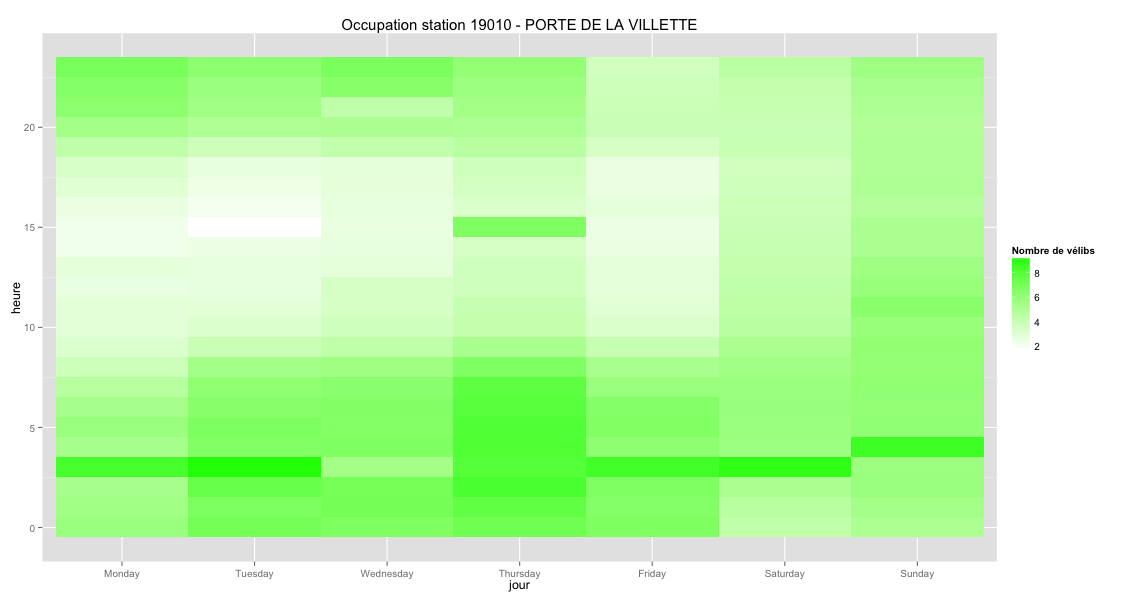 Occupation station 19010 - PORTE DE LA VILLETTE
heure
20
15
10
5
0
Monday Tuesday Wednesday Thursday Friday Saturday Sunday
jour
Nombre de vélibs
8
6
4
2